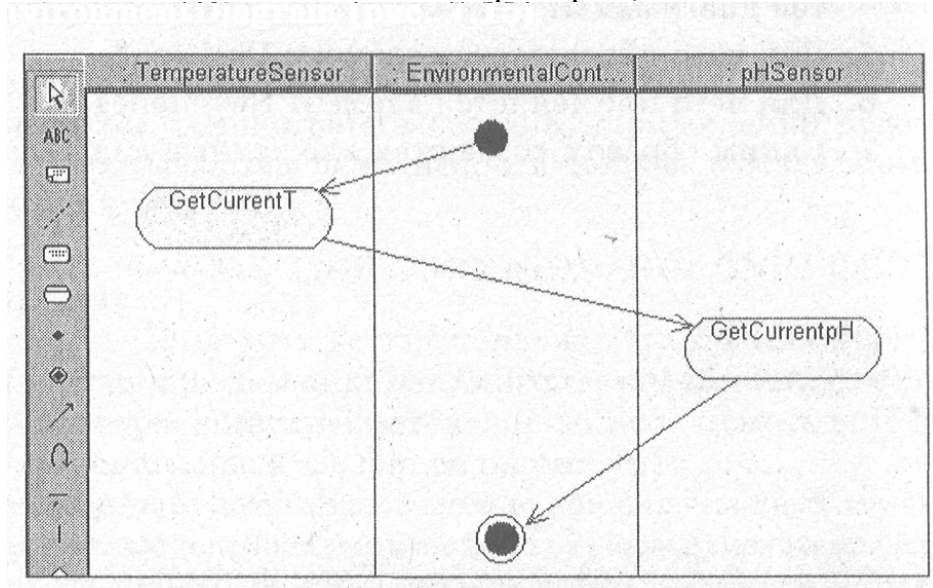 : TemperatureSensor
: EnvironmentalCont...
: pHSensor
ABC
GetCurrentT
GetCurrentpH